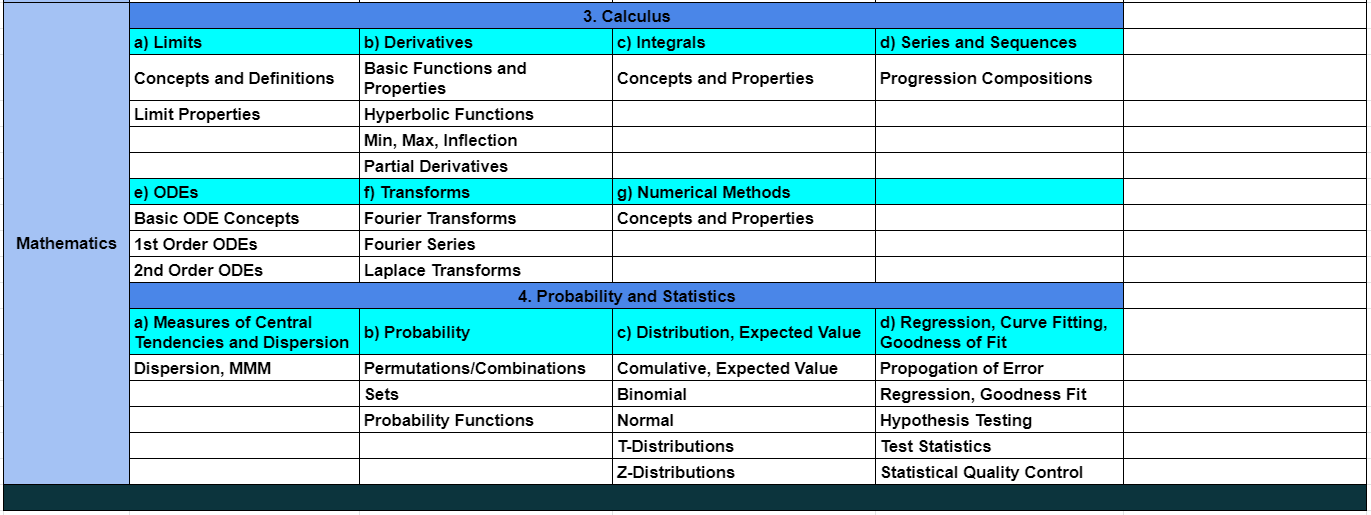 3. Calculus
a) Limits
b) Derivatives
c) Integrals
d) Series and Sequences
Concepts and Definitions
Basic Functions and
Properties
Concepts and Properties
Progression Compositions
Limit Properties
Hyperbolic Functions
Min, Max, Inflection
Partial Derivatives
e) ODEs
f) Transforms
g) Numerical Methods
Basic ODE Concepts
Fourier Transforms
Concepts and Properties
Mathematics
1st Order ODEs
Fourier Series
2nd Order ODEs
Laplace Transforms
4. Probability and Statistics
a) Measures of Central
Tendencies and Dispersion
b) Probability
c) Distribution, Expected Value
d) Regression, Curve Fitting,
Goodness of Fit
Dispersion, MMM
Permutations/Combinations
Comulative, Expected Value
Propogation of Error
Sets
Binomial
Regression, Goodness Fit
Probability Functions
Normal
Hypothesis Testing
T-Distributions
Test Statistics
Z-Distributions
Statistical Quality Control